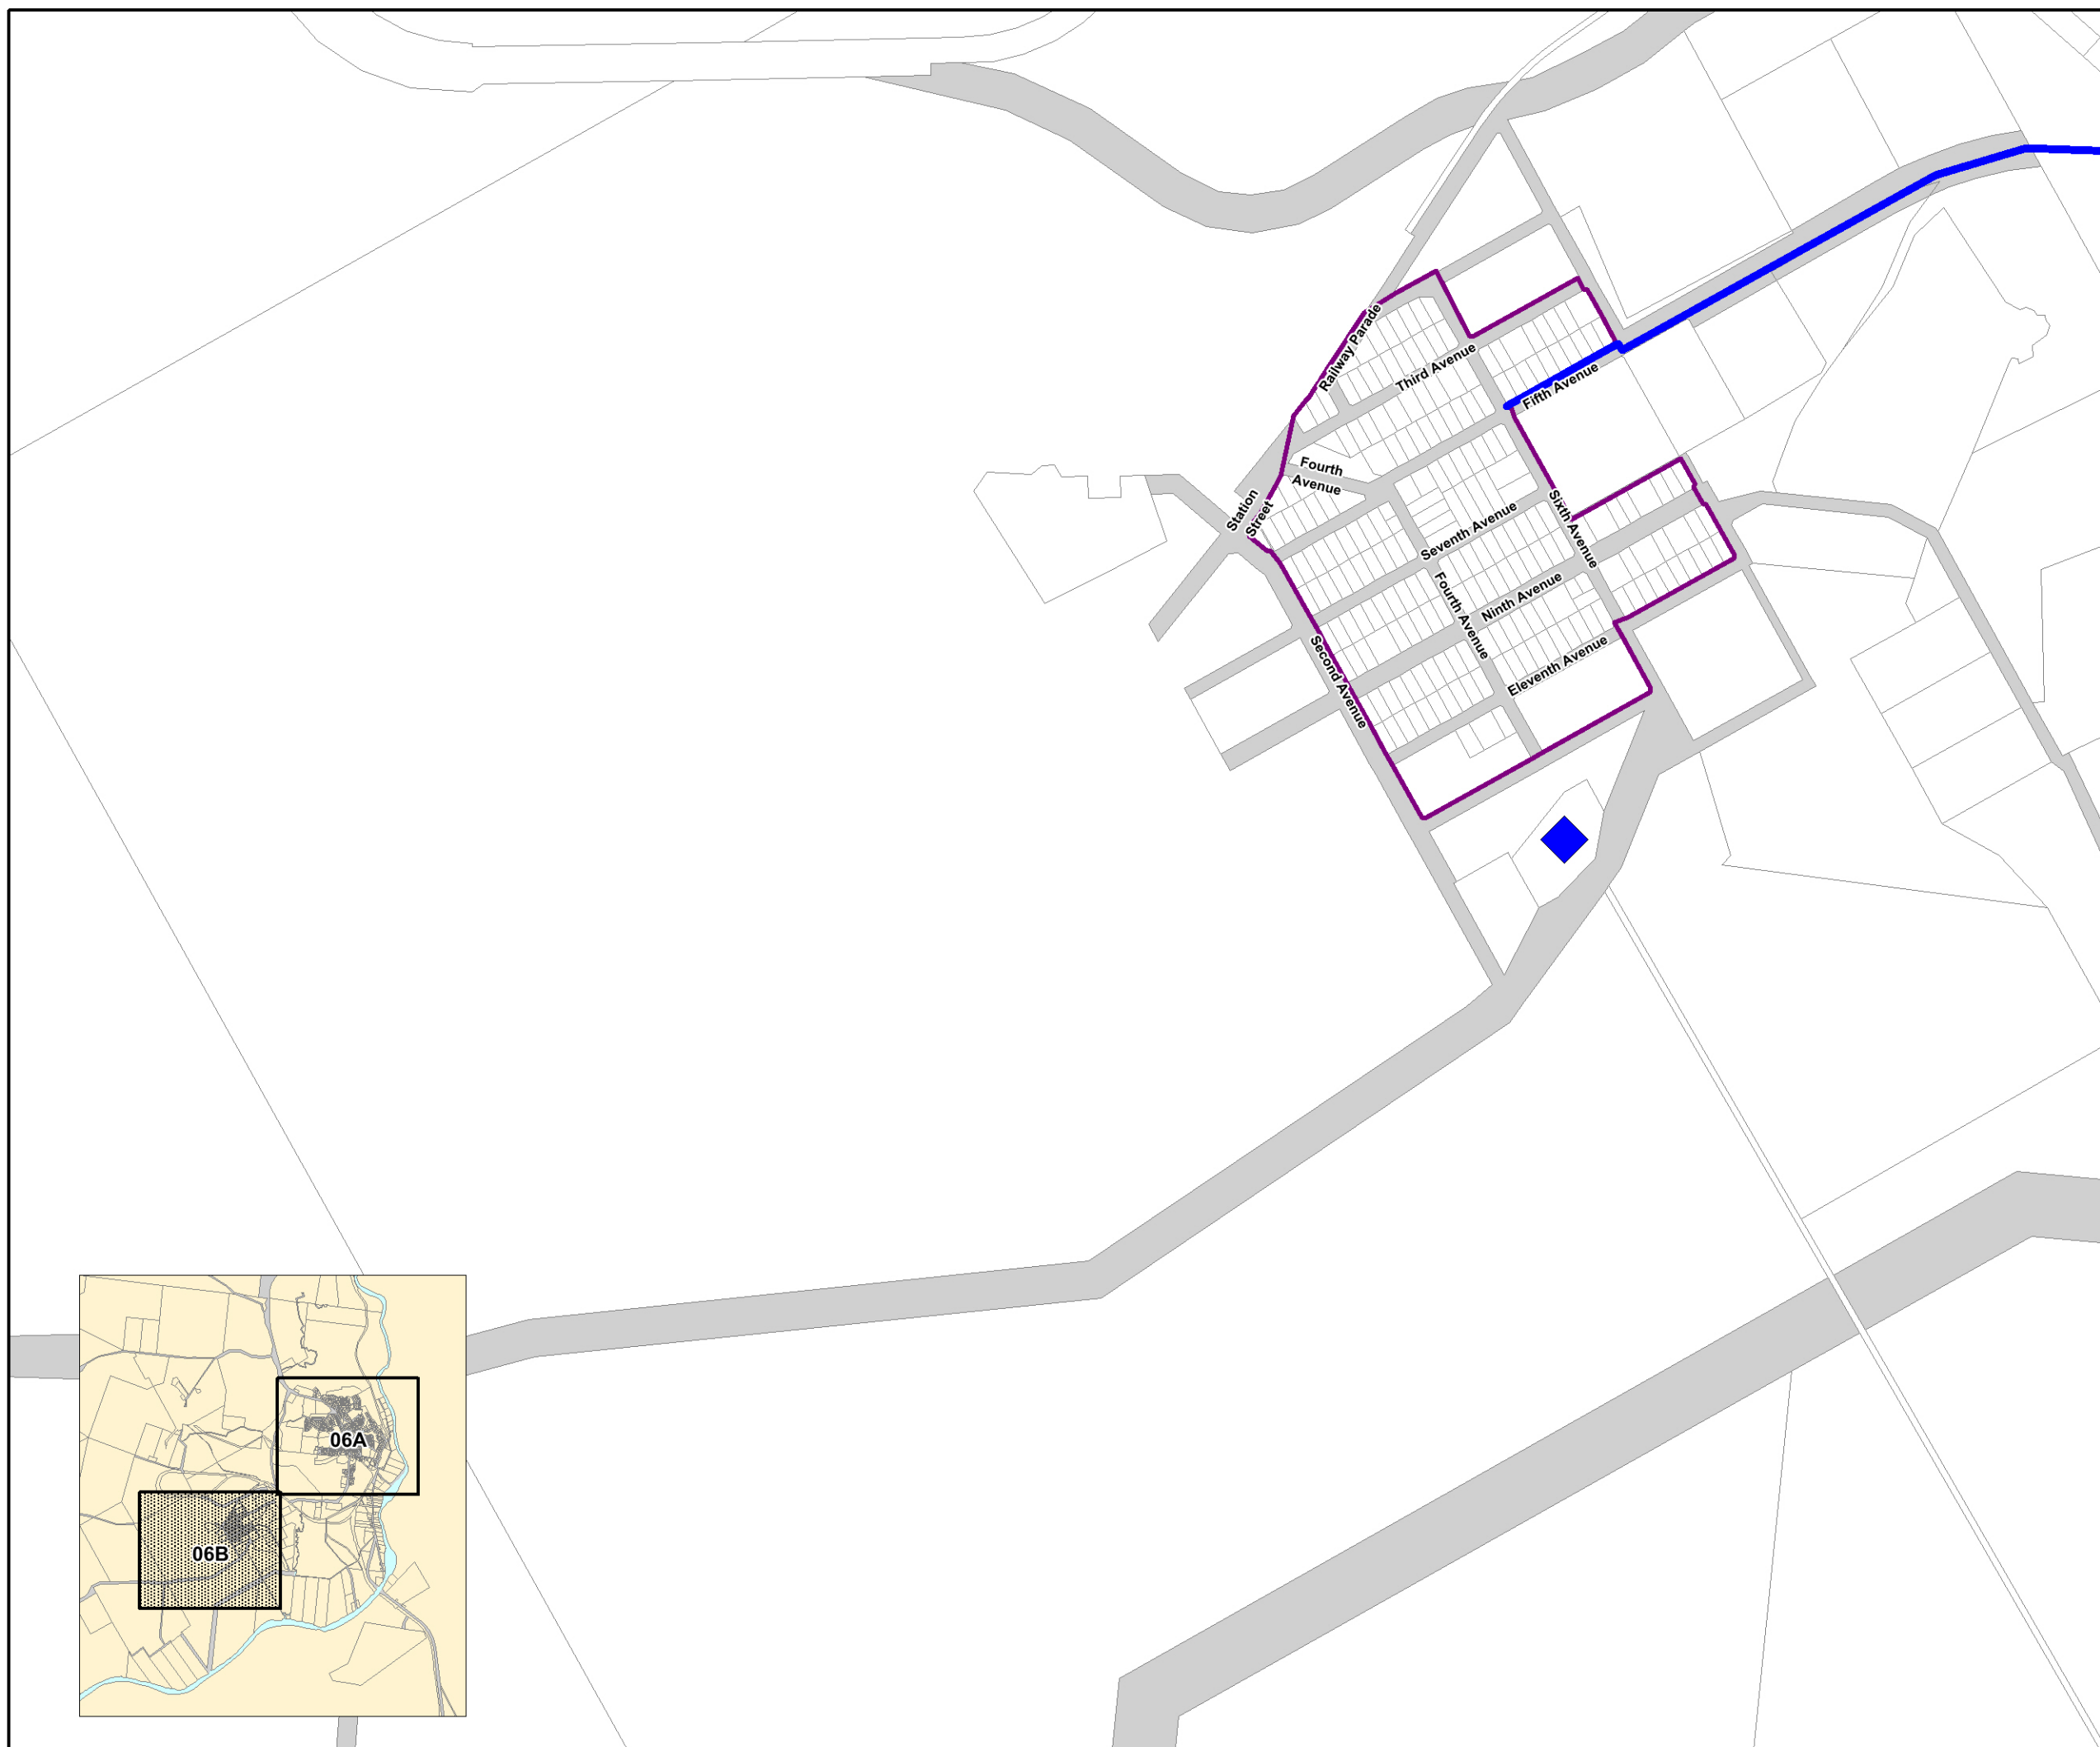 Railway Parade
Third Avenue
Fifth Avenue
Fourth
Avenue
Station
Street
Seventh Avenue
Sixth Avenue
Ninth Avenue
Fourth Avenue
Second Avenue
Eleventh Avenue
06A
06B